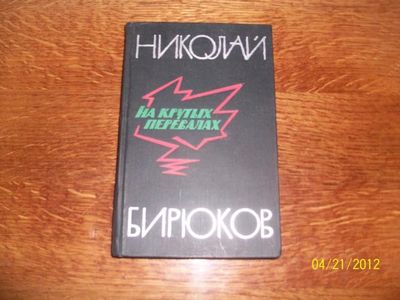 НИКОЛАЙ
НА КРУТЫХ
ПЕРЕВАЛАХ
БИРЮКОВ
04/21/2012